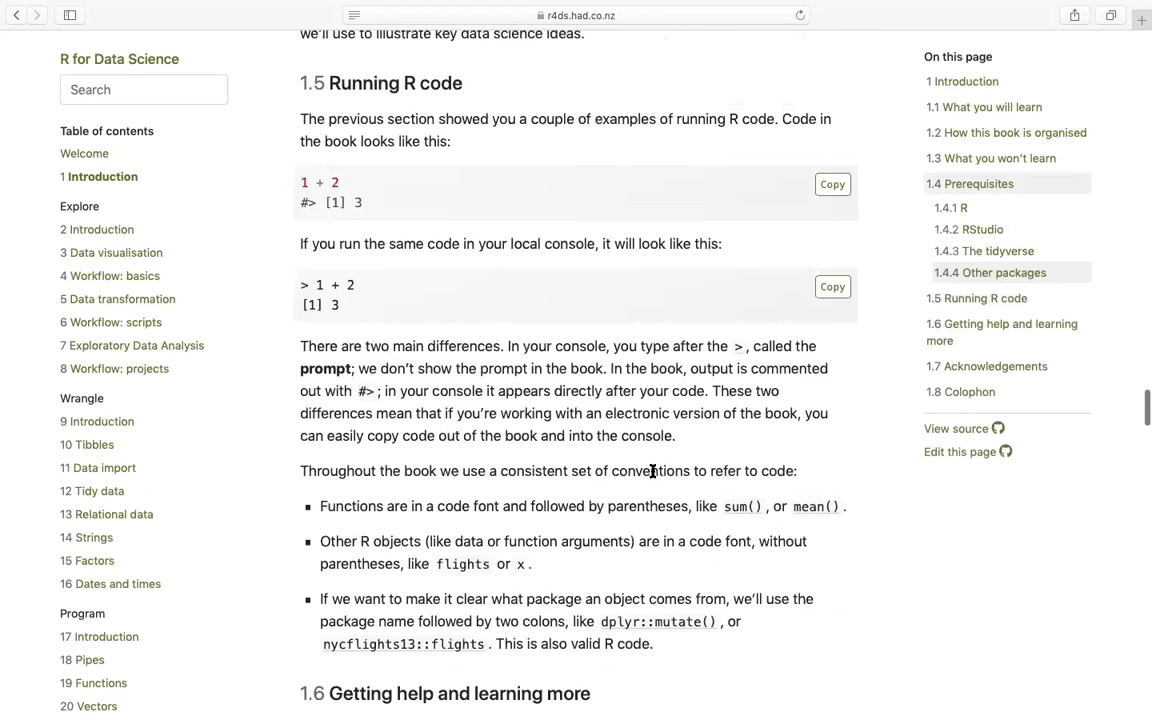 r4ds.had.co.nz
R for Data Science
Search
Table of contents
Welcome
1 Introduction
Explore
2 Introduction
3 Data visualisation
4 Workflow: basics
5 Data transformation
6 Workflow: scripts
7 Exploratory Data Analysis
8 Workflow: projects
Wrangle
9 Introduction
10 Tibbles
11 Data import
12 Tidy data
13 Relational data
14 Strings
15 Factors
16 Dates and times
Program
17 Introduction
18 Pipes
19 Functions
20 Vectors
we'll use to illustrate key data science ideas.
1.5 Running R code
The previous section showed you a couple of examples of running R code. Code in
the book looks like this:
1 + 2
#> [1] 3
Copy
If you run the same code in your local console, it will look like this:
> 1 + 2
[1] 3
Copy
There are two main differences. In your console, you type after the >, called the
prompt; we don't show the prompt in the book. In the book, output is commented
out with #>; in your console it appears directly after your code. These two
differences mean that if you're working with an electronic version of the book, you
can easily copy code out of the book and into the console.
Throughout the book we use a consistent set of conventions to refer to code:
▪ Functions are in a code font and followed by parentheses, like sum(), or mean().
▪ Other R objects (like data or function arguments) are in a code font, without
parentheses, like flights or x.
▪ If we want to make it clear what package an object comes from, we'll use the
package name followed by two colons, like dplyr::mutate(), or
nycflights13::flights. This is also valid R code.
1.6 Getting help and learning more
On this page
1 Introduction
1.1 What you will learn
1.2 How this book is organised
1.3 What you won't learn
1.4 Prerequisites
1.4.1 R
1.4.2 RStudio
1.4.3 The tidyverse
1.4.4 Other packages
1.5 Running R code
1.6 Getting help and learning
more
1.7 Acknowledgements
1.8 Colophon
View source
Edit this page